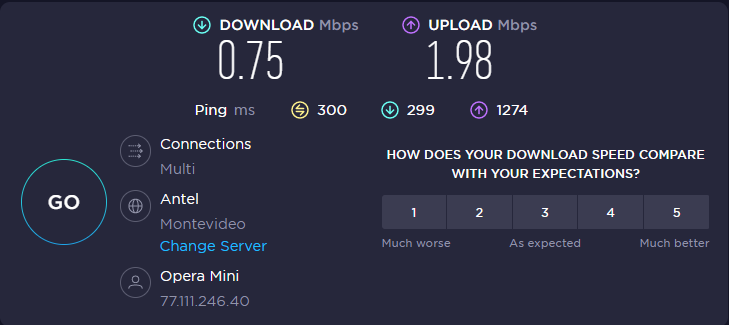 DOWNLOAD Mbps
UPLOAD Mbps
0.75
1.98
Ping ms 300 299 1274
Connections
Multi
GO
Antel
Montevideo
Change Server
Opera Mini
77.111.246.40
HOW DOES YOUR DOWNLOAD SPEED COMPARE
WITH YOUR EXPECTATIONS?
1 2 3 4 5
Much worse As expected Much better